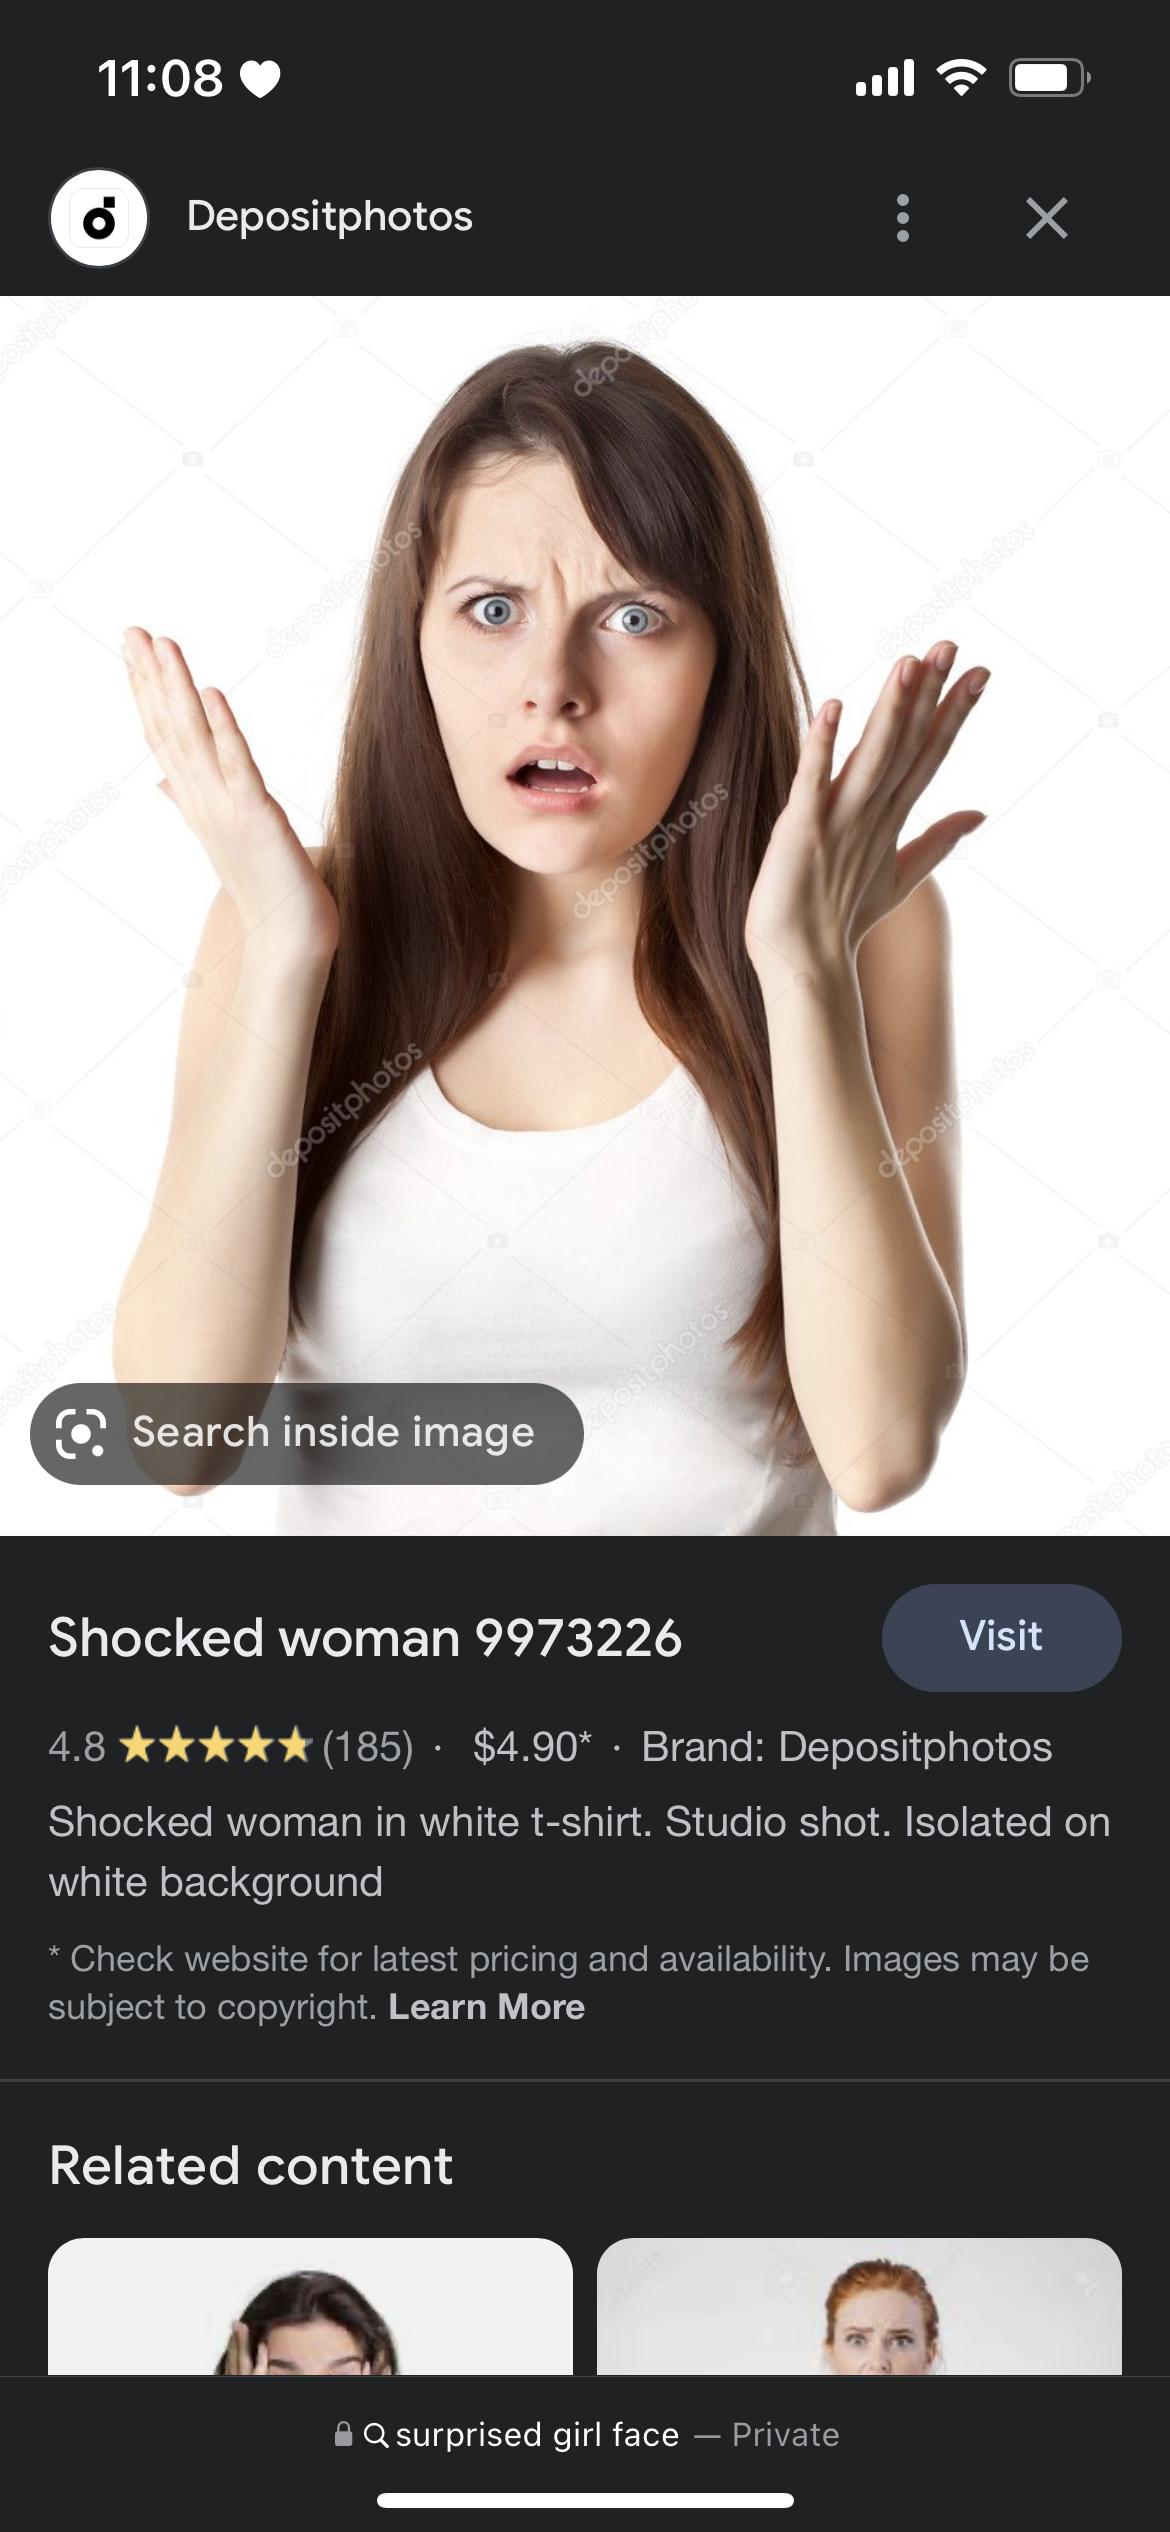 11:08
Depositphotos
depositphotos
depositphotos
depositphotos
depositphotos
depositphotos
depositphotos
depositphotos
depositphotos
Search inside image
Shocked woman 9973226
Visit
4.8 (185) · $4.90* · Brand: Depositphotos
Shocked woman in white t-shirt. Studio shot. Isolated on
white background
* Check website for latest pricing and availability. Images may be
subject to copyright. Learn More
Related content
surprised girl face — Private